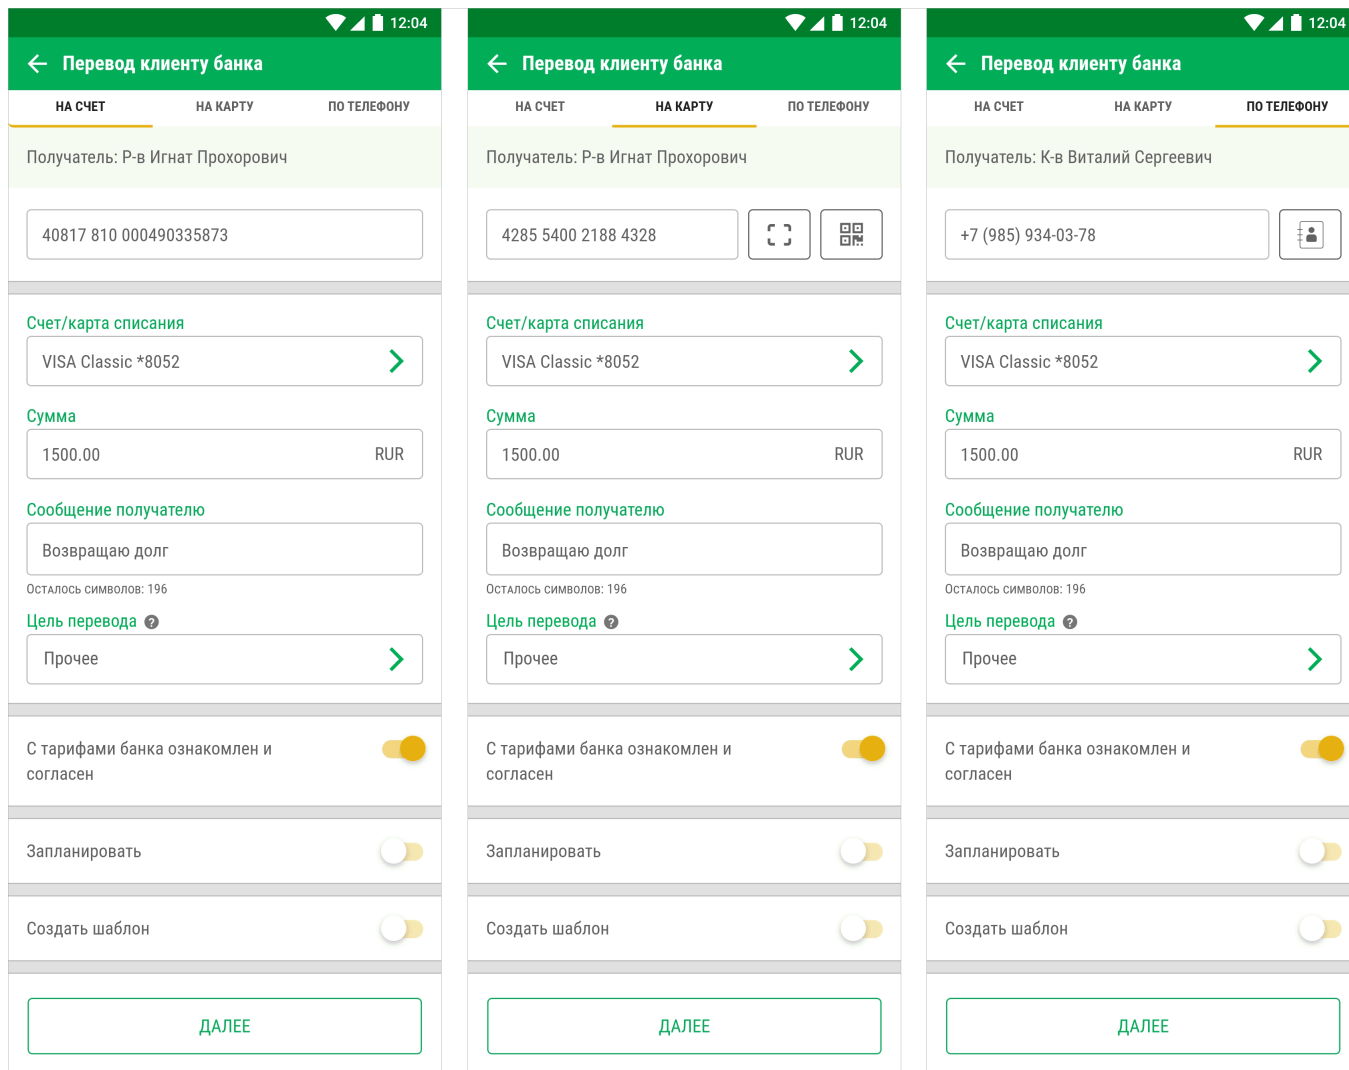 12:04
Перевод клиенту банка
НА СЧЕТ НА КАРТУ ПО ТЕЛЕФОНУ
Получатель: Р-в Игнат Прохорович
40817 810 000490335873
Счет/карта списания
VISA Classic *8052
Сумма
1500.00 RUR
Сообщение получателю
Возвращаю долг
Осталось символов: 196
Цель перевода ?
Прочее
С тарифами банка ознакомлен и
согласен
Запланировать
Создать шаблон
ДАЛЕЕ
12:04
Перевод клиенту банка
НА СЧЕТ НА КАРТУ ПО ТЕЛЕФОНУ
Получатель: Р-в Игнат Прохорович
4285 5400 2188 4328
Счет/карта списания
VISA Classic *8052
Сумма
1500.00 RUR
Сообщение получателю
Возвращаю долг
Осталось символов: 196
Цель перевода ?
Прочее
С тарифами банка ознакомлен и
согласен
Запланировать
Создать шаблон
ДАЛЕЕ
12:04
Перевод клиенту банка
НА СЧЕТ НА КАРТУ ПО ТЕЛЕФОНУ
Получатель: К-в Виталий Сергеевич
+7 (985) 934-03-78
Счет/карта списания
VISA Classic *8052
Сумма
1500.00 RUR
Сообщение получателю
Возвращаю долг
Осталось символов: 196
Цель перевода ?
Прочее
С тарифами банка ознакомлен и
согласен
Запланировать
Создать шаблон
ДАЛЕЕ